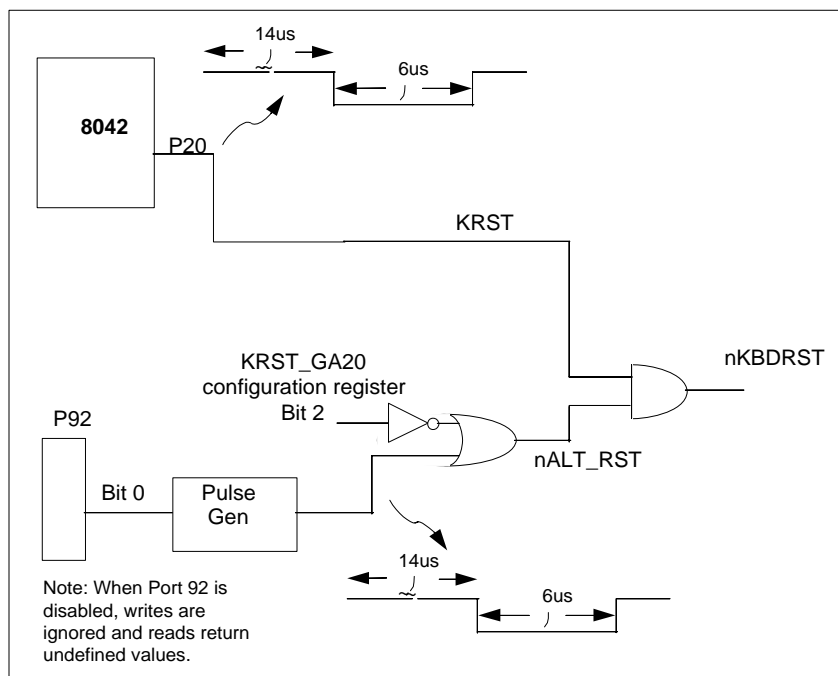 14us
6us
8042
P20
KRST
KRST_GA20
configuration register
Bit 2
nKBDRST
P92
nALT_RST
Bit 0
Pulse
Gen
14us
6us
Note: When Port 92 is
disabled, writes are
ignored and reads return
undefined values.